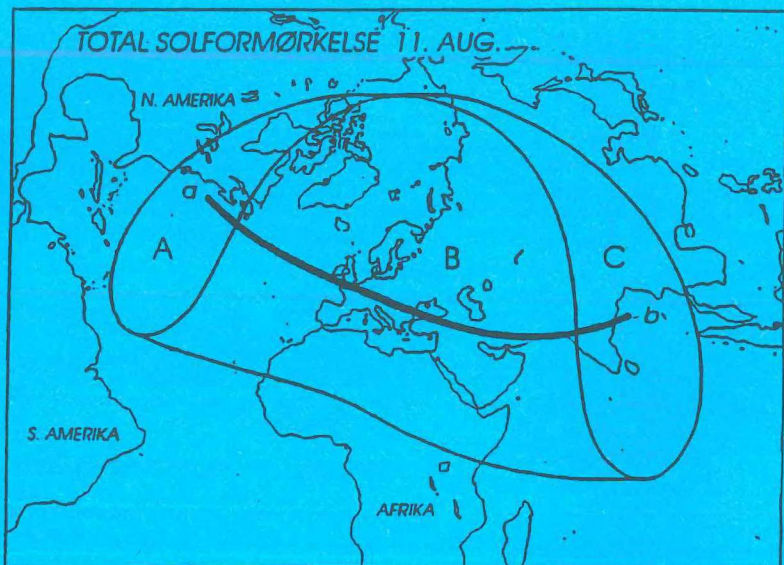 TOTAL SOLFORMØRKELSE 11. AUG.
N. AMERIKA
a
A
B
C
b
S. AMERIKA
AFRIKA